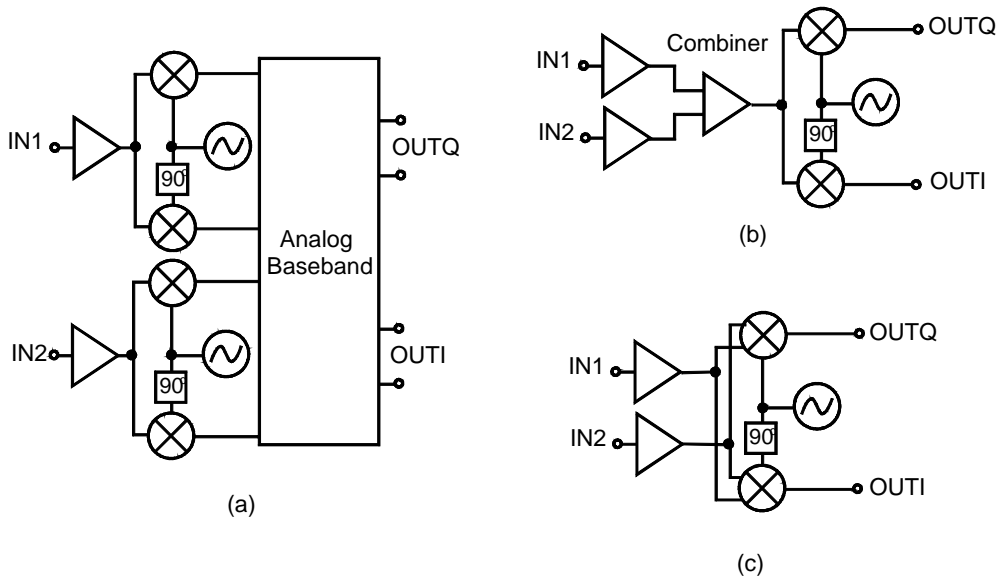 IN1
90°
OUTQ
Analog
Baseband
IN2
90°
OUTI
(a)
Combiner
IN1
IN2
OUTQ
90°
OUTI
(b)
IN1
IN2
OUTQ
90°
OUTI
(c)